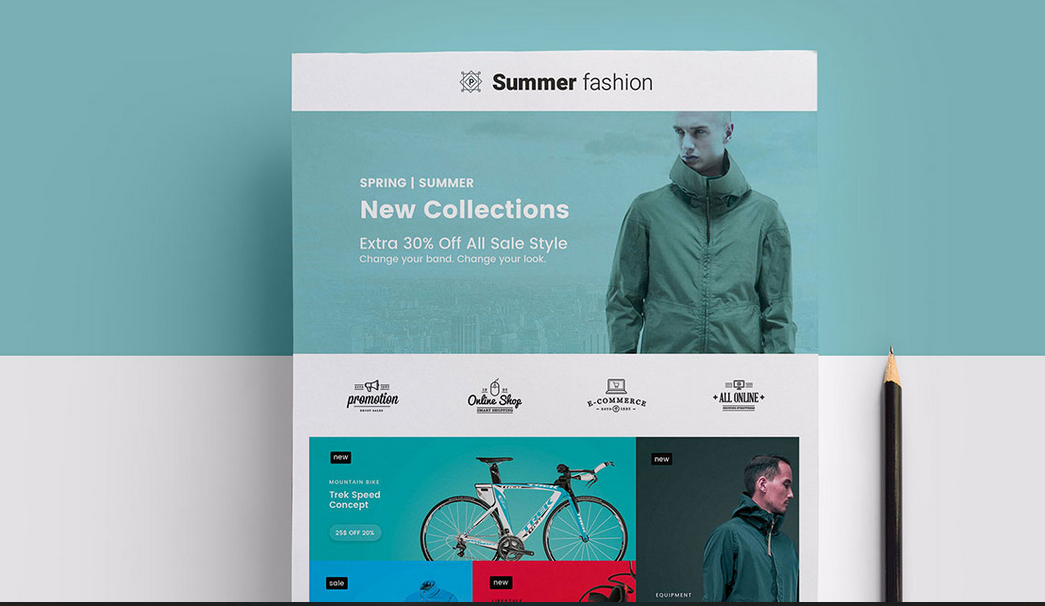 Summer fashion
SPRING | SUMMER
New Collections
Extra 30% Off All Sale Style
Change your band. Change your look.
promotion
Online Shop
SMART SHOPPING
E-COMMERCE
ALL ONLINE
new
MOUNTAIN BIKE
Trek Speed
Concept
25$ OFF 20%
TREK
new
EQUIPMENT
sale
new